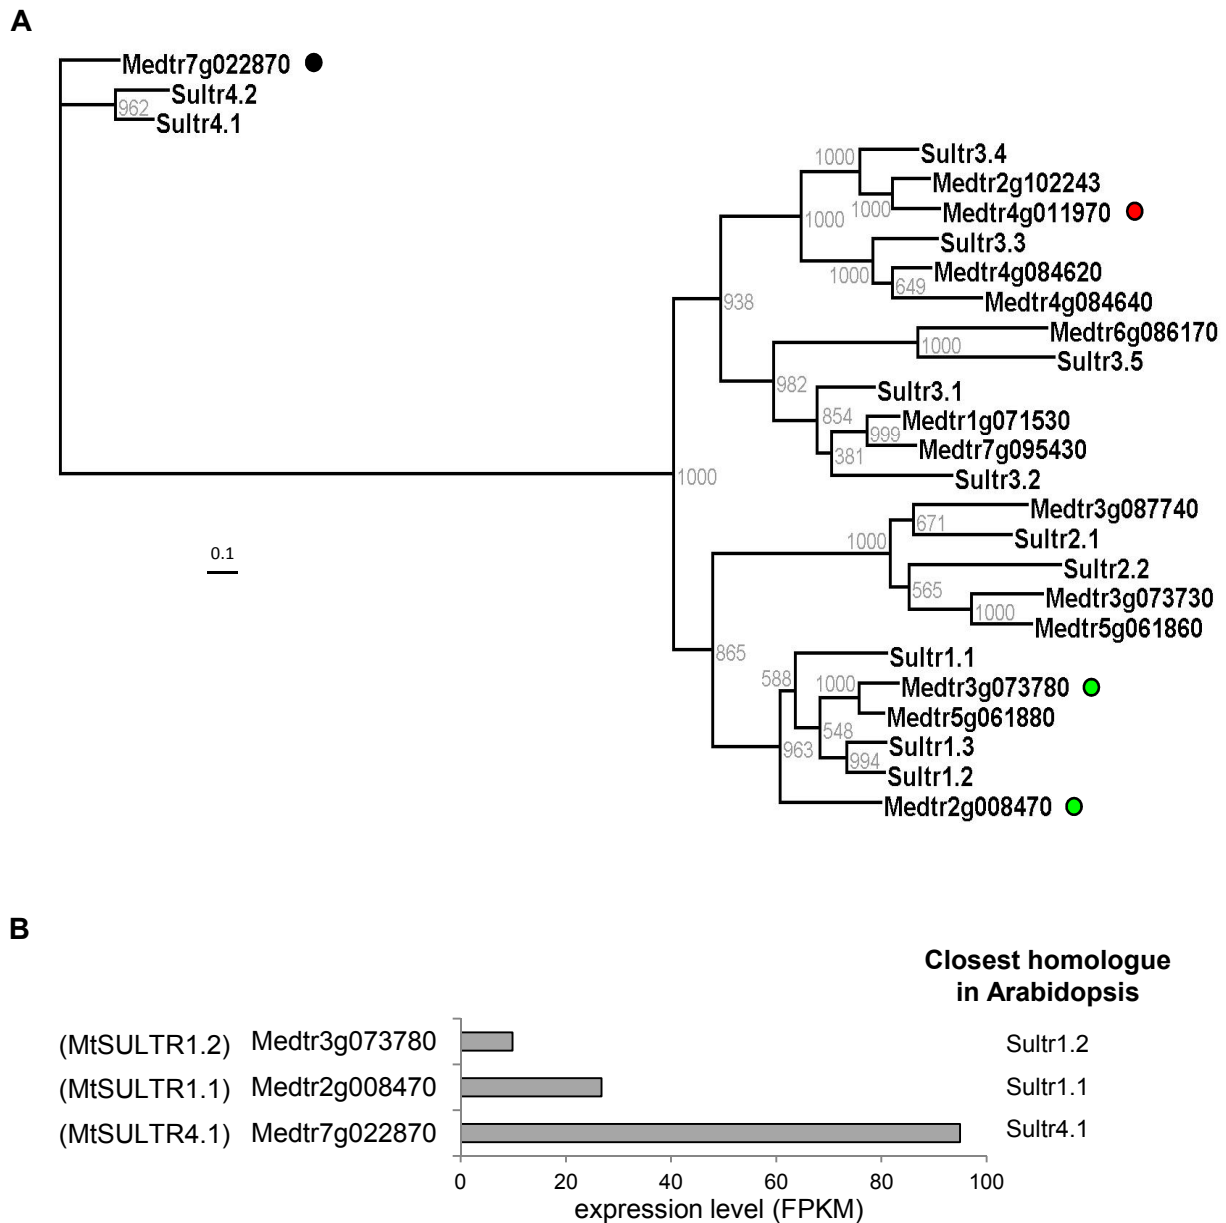 A
Medtr7g022870
Sultr4.2
962
Sultr4.1
Sultr3.4
1000
Medtr2g102243
1000
Medtr4g011970
1000
Sultr3.3
Medtr4g084620
1000
649
Medtr4g084640
938
Medtr6g086170
1000
Sultr3.5
982
Sultr3.1
854
Medtr1g071530
999
Medtr7g095430
381
Sultr3.2
1000
Medtr3g087740
671
Sultr2.1
1000
0.1
Sultr2.2
565
Medtr3g073730
1000
Medtr5g061860
865
Sultr1.1
588
1000
Medtr3g073780
Medtr5g061880
548
963
Sultr1.3
994
Sultr1.2
Medtr2g008470
B
Closest homologue
in Arabidopsis
(MtSULTR1.2) Medtr3g073780 Sultr1.2
(MtSULTR1.1) Medtr2g008470 Sultr1.1
(MtSULTR4.1) Medtr7g022870 Sultr4.1
0 20 40 60 80 100
expression level (FPKM)